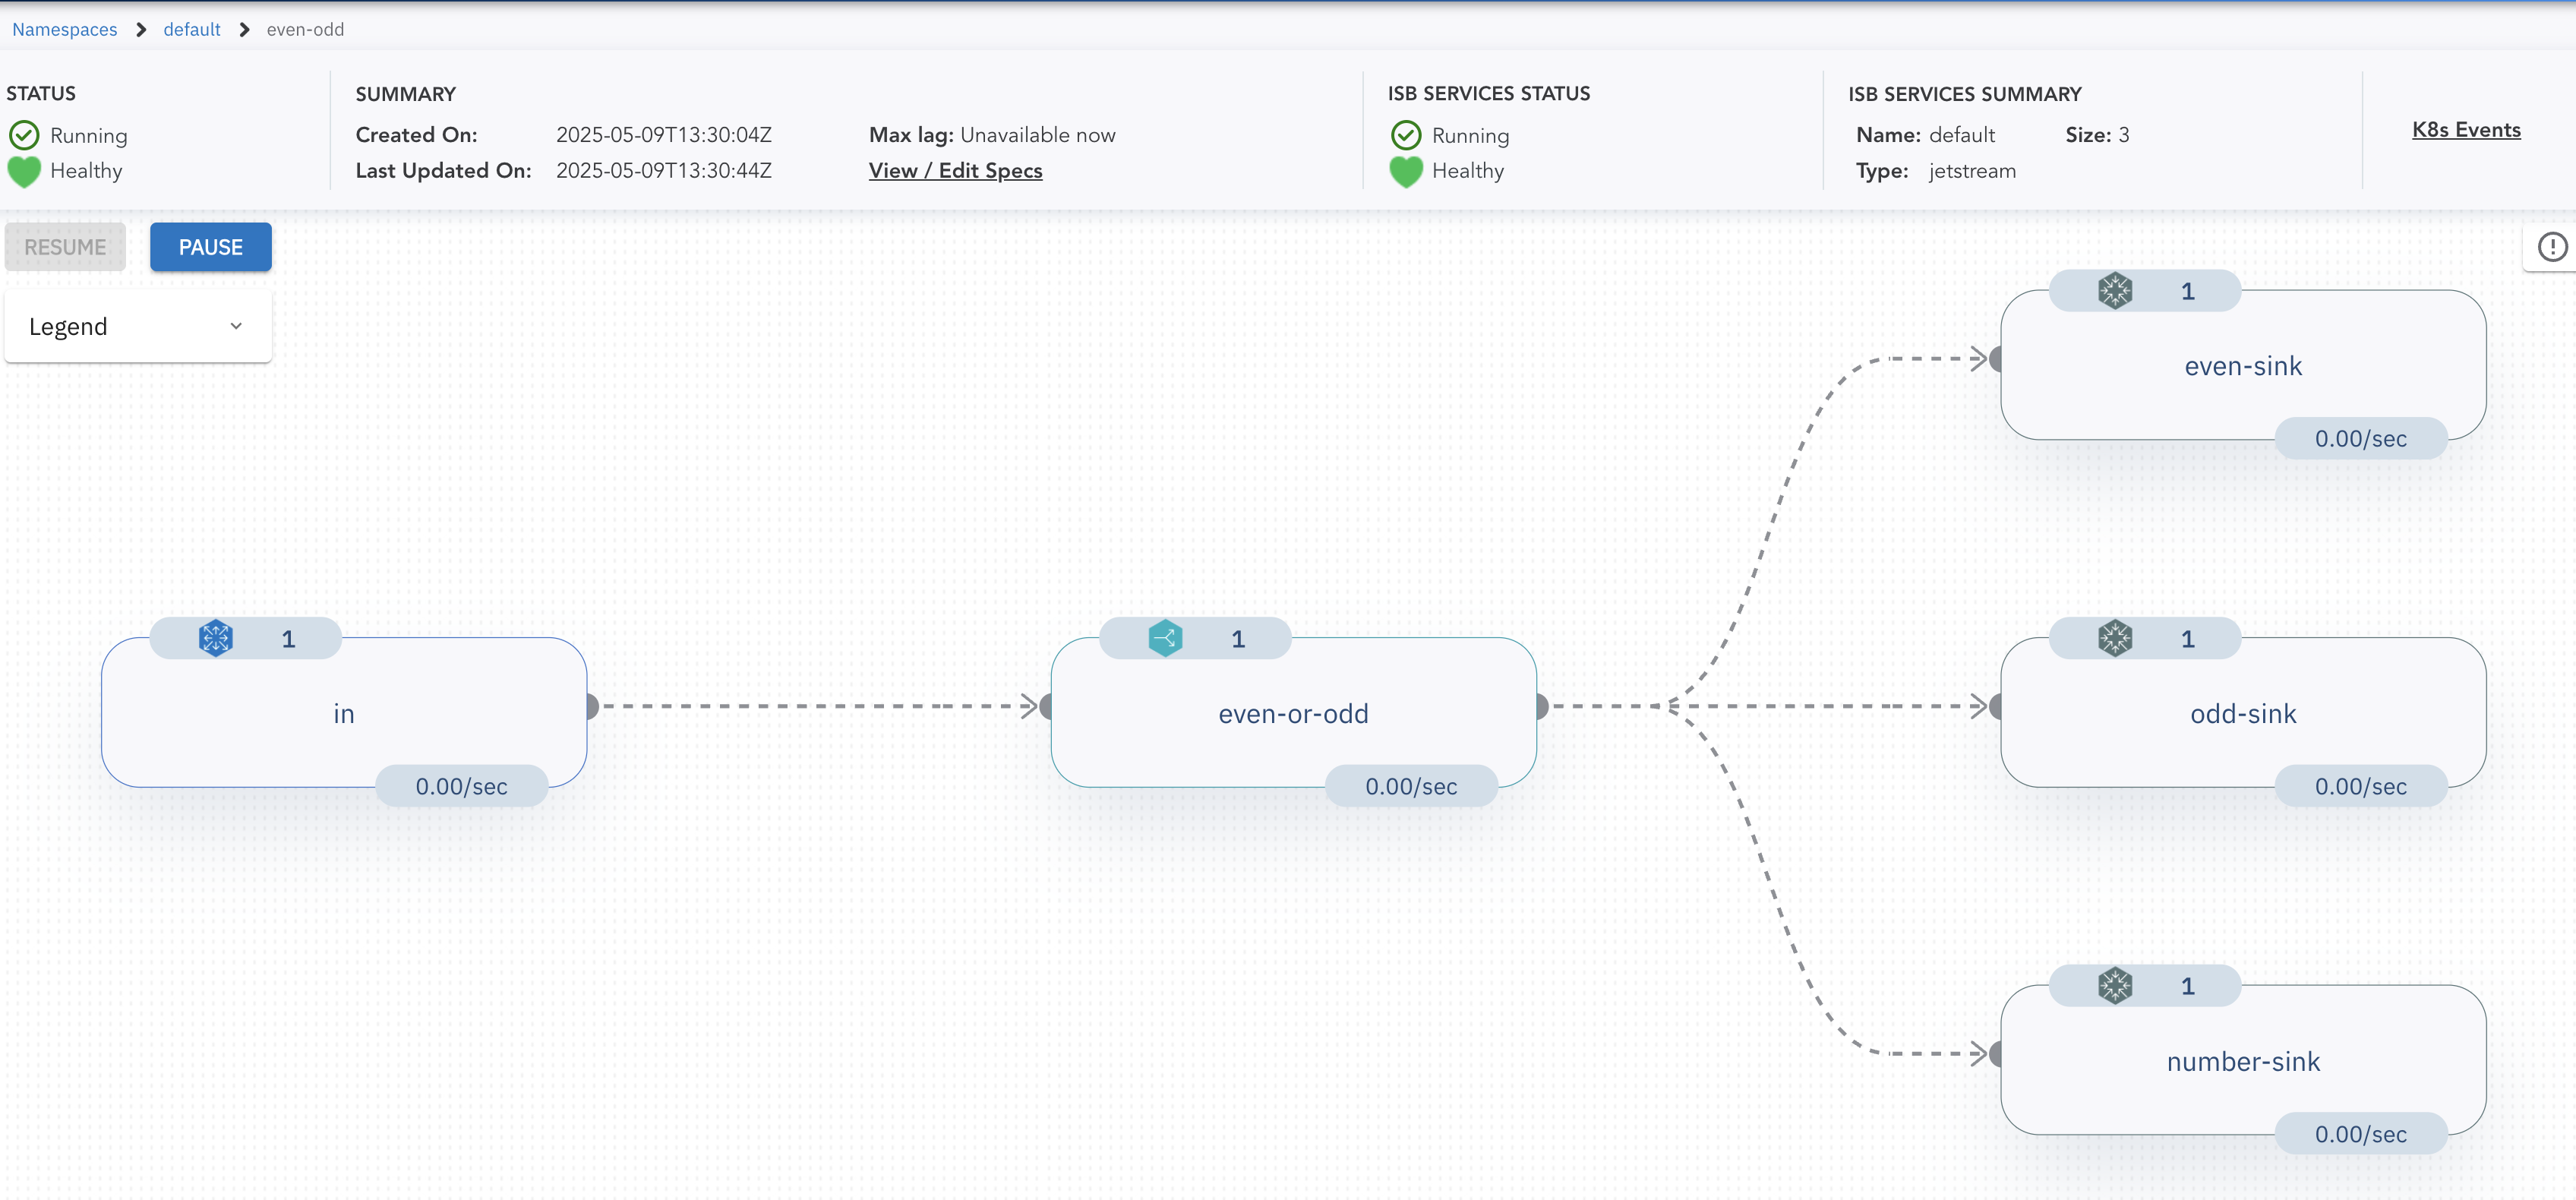 Namespaces > default > even-odd
STATUS
Running
Healthy
SUMMARY
Created On: 2025-05-09T13:30:04Z Max lag: Unavailable now
Last Updated On: 2025-05-09T13:30:44Z View / Edit Specs
ISB SERVICES STATUS
Running
Healthy
ISB SERVICES SUMMARY
Name: default Size: 3
Type: jetstream
K8s Events
RESUME PAUSE
Legend
1
even-sink
0.00/sec
1
in
0.00/sec
1
even-or-odd
0.00/sec
1
odd-sink
0.00/sec
1
number-sink
0.00/sec